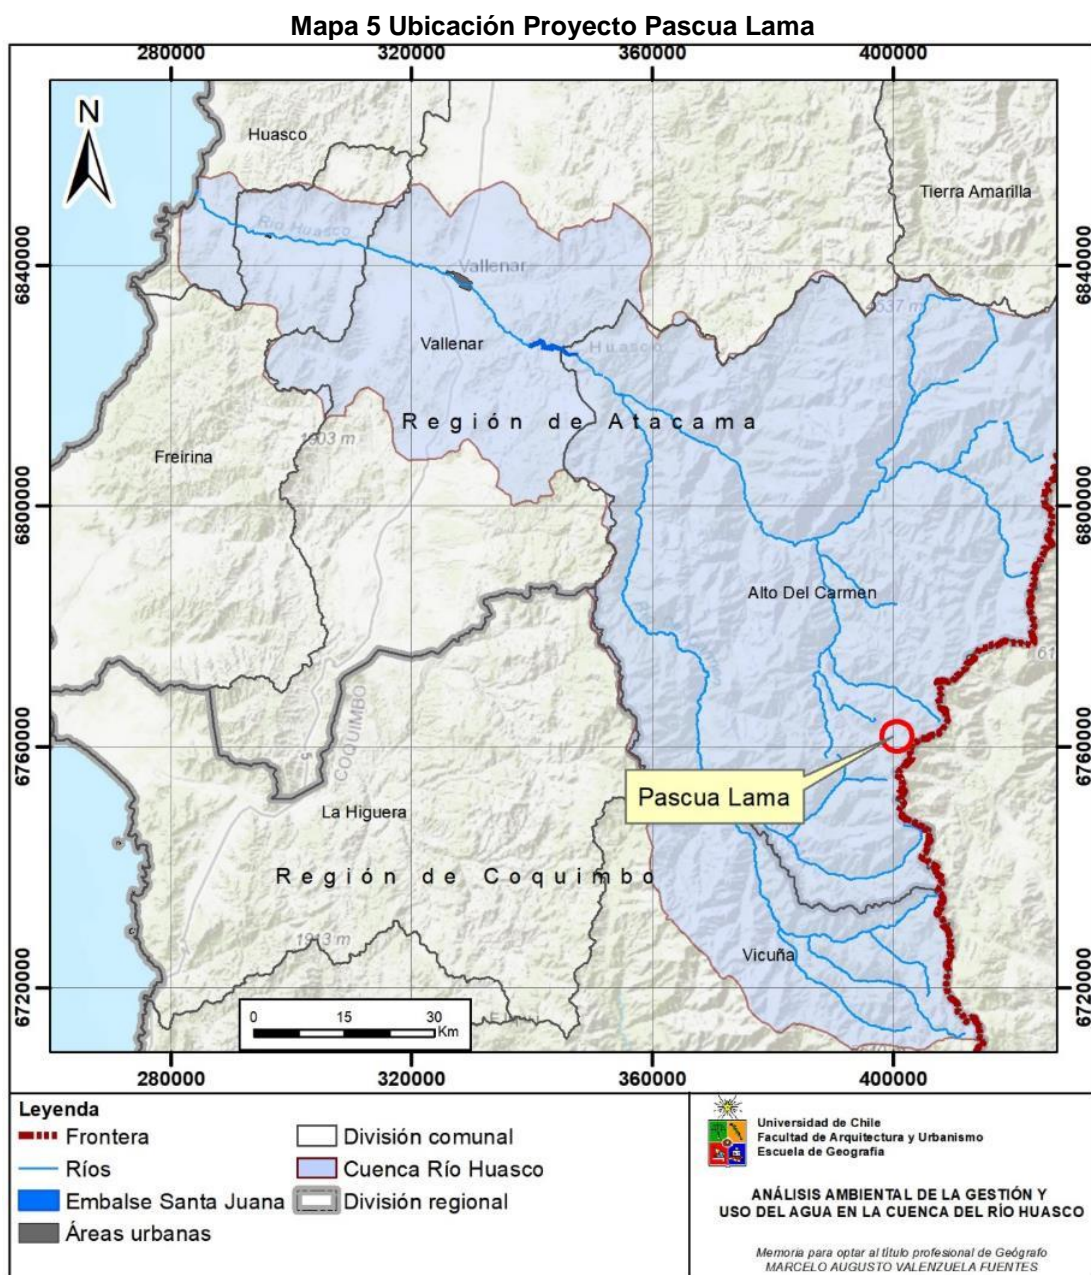 Mapa 5 Ubicación Proyecto Pascua Lama
280000 320000 360000 400000
N
Huasco
Tierra Amarilla
Río Huasco
6840000 6840000
Vallenar
Vallenar
Huasco
Región de Atacama
1903 m
Freirina
6800000 6800000
Alto Del Carmen
COQUIMBO
6760000 6760000
Pascua Lama
La Higuera
Región de Coquimbo
1913 m
Vicuña
6720000 6720000
0 15 30
Km
280000 320000 360000 400000
Leyenda
Frontera
Ríos
Embalse Santa Juana
Áreas urbanas
División comunal
Cuenca Río Huasco
División regional
Universidad de Chile
Facultad de Arquitectura y Urbanismo
Escuela de Geografía
ANÁLISIS AMBIENTAL DE LA GESTIÓN Y
USO DEL AGUA EN LA CUENCA DEL RÍO HUASCO
Memoria para optar al título profesional de Geógrafo
MARCELO AUGUSTO VALENZUELA FUENTES